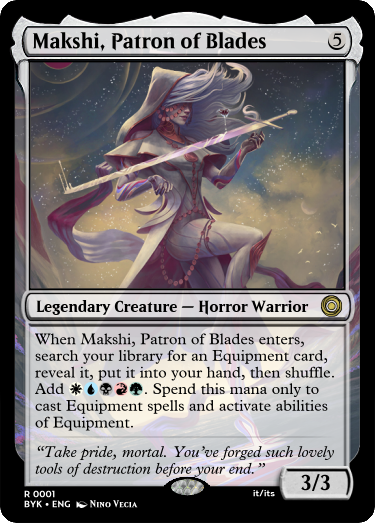 Makshi, Patron of Blades 5
Legendary Creature — Horror Warrior
When Makshi, Patron of Blades enters,
search your library for an Equipment card,
reveal it, put it into your hand, then shuffle.
Add . Spend this mana only to
cast Equipment spells and activate abilities
of Equipment.
“Take pride, mortal. You’ve forged such lovely
tools of destruction before your end.”
3/3
R 0001 it/its
BYK • ENG Nino Vecia